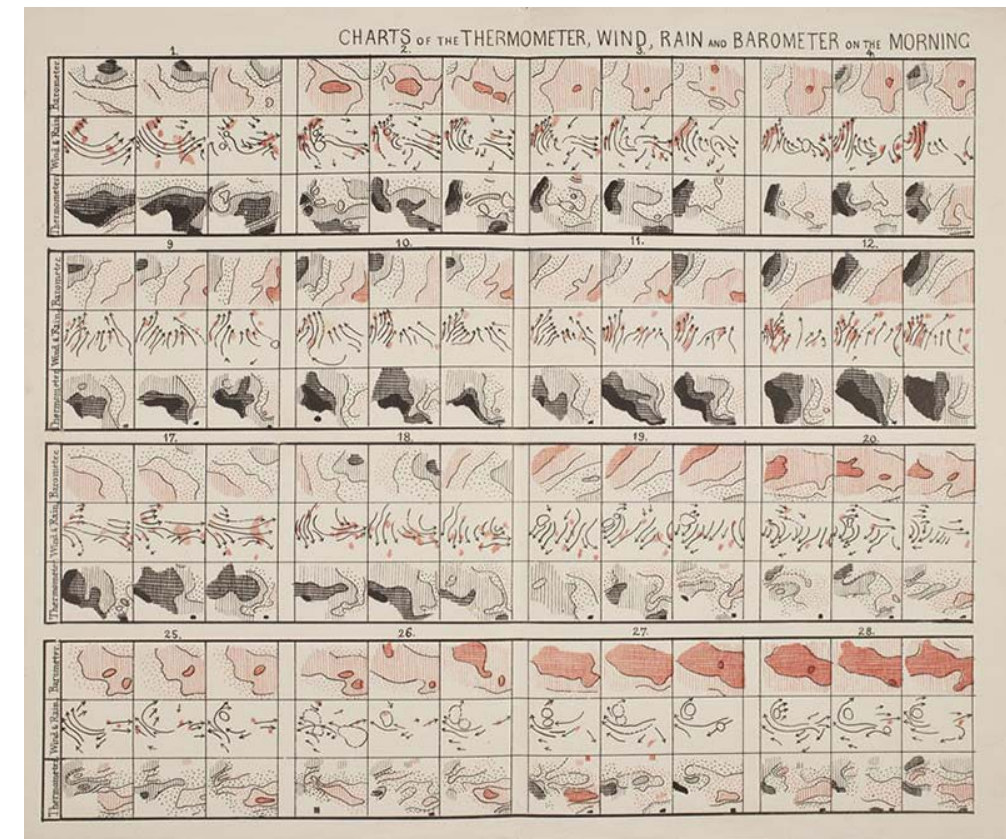 CHARTS OF THE THERMOMETER, WIND, RAIN AND BAROMETER ON THE MORNING
1. 2. 3. 4.
Barometer
Wind & Rain
Thermometer
9 10. 11. 12.
Barometer
Wind & Rain
Thermometer
17. 18. 19. 20.
Barometer
Wind & Rain
Thermometer
25. 26. 27. 28.
Barometer
Wind & Rain
Thermometer